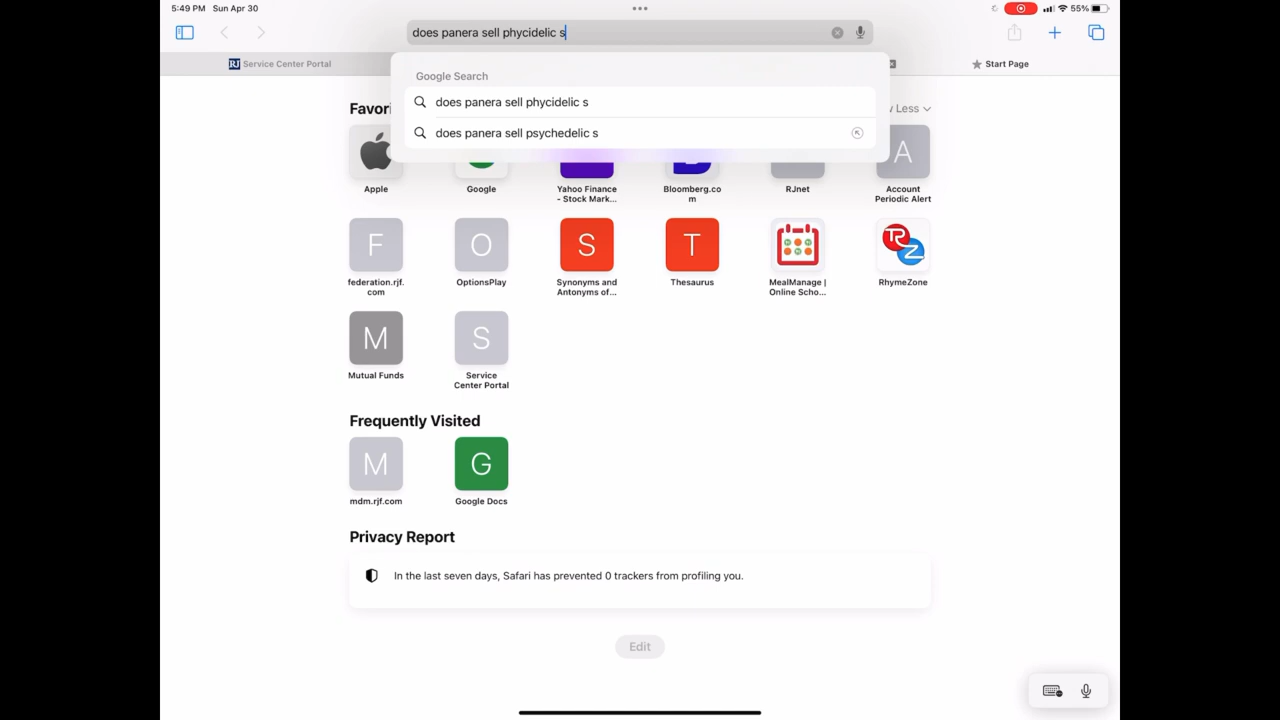 5:49 PM Sun Apr 30
55%
does panera sell phycidelic s
RJ Service Center Portal
Start Page
Google Search
does panera sell phycidelic s
does panera sell psychedelic s
Favori
Less
A
Apple
Google
Yahoo Finance
- Stock Mark...
Bloomberg.co
m
RJnet
Account
Periodic Alert
F
O
S
T
RZ
federation.rjf.
com
OptionsPlay
Synonyms and
Antonyms of...
Thesaurus
MealManage |
Online Scho...
RhymeZone
M
S
Mutual Funds
Service
Center Portal
Frequently Visited
M
G
mdm.rjf.com
Google Docs
Privacy Report
In the last seven days, Safari has prevented 0 trackers from profiling you.
Edit